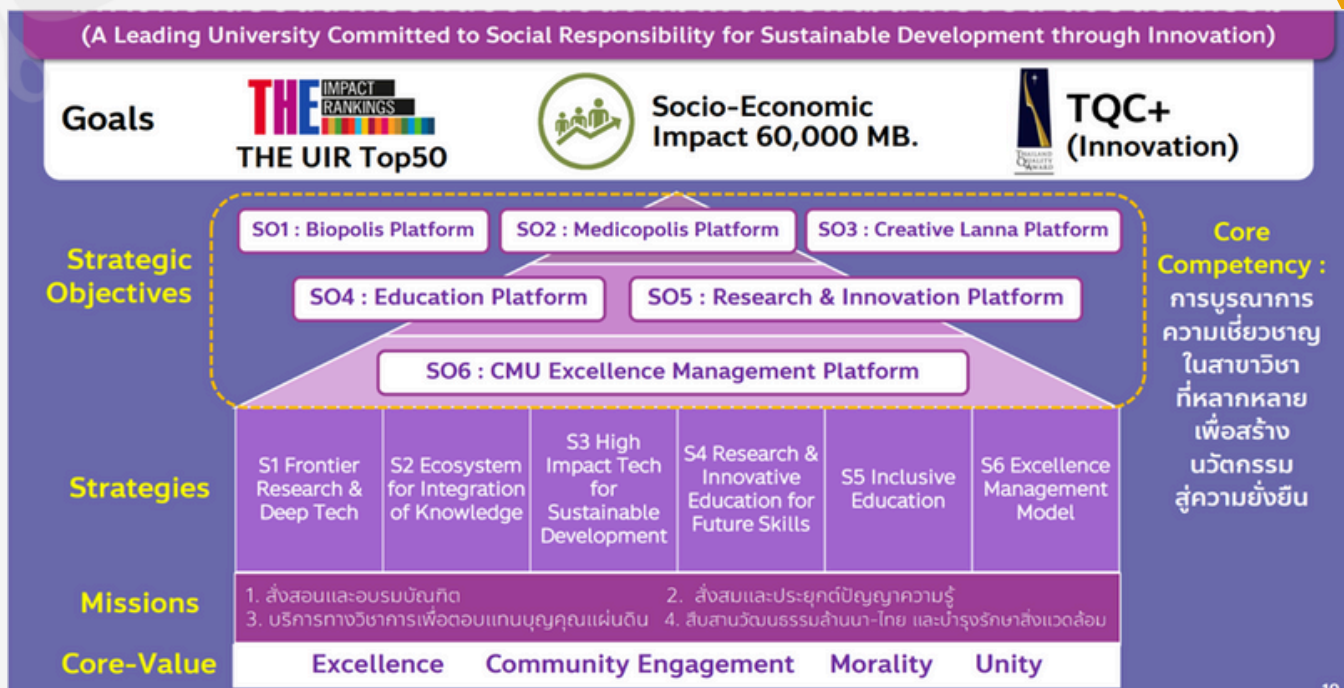 (A Leading University Committed to Social Responsibility for Sustainable Development through Innovation)
Goals
THE IMPACT
RANKINGS
THE UIR Top50
Socio-Economic
Impact 60,000 MB.
THAILAND
QUALITY
AWARD
TQC+
(Innovation)
Strategic
Objectives
SO1 : Biopolis Platform
SO2 : Medicopolis Platform
SO3 : Creative Lanna Platform
SO4 : Education Platform
SO5 : Research & Innovation Platform
SO6 : CMU Excellence Management Platform
Core
Competency :
การบูรณาการ
ความเชี่ยวชาญ
ในสาขาวิชา
ที่หลากหลาย
เพื่อสร้าง
นวัตกรรม
สู่ความยั่งยืน
Strategies
S1 Frontier
Research &
Deep Tech
S2 Ecosystem
for Integration
of Knowledge
S3 High
Impact Tech
for
Sustainable
Development
S4 Research &
Innovative
Education for
Future Skills
S5 Inclusive
Education
S6 Excellence
Management
Model
Missions
1. สั่งสอนและอบรมบัณฑิต
2. สั่งสมและประยุกต์ปัญญาความรู้
3. บริการทางวิชาการเพื่อตอบแทนบุญคุณแผ่นดิน
4. สืบสานวัฒนธรรมล้านนา-ไทย และบำรุงรักษาสิ่งแวดล้อม
Core-Value
Excellence Community Engagement Morality Unity